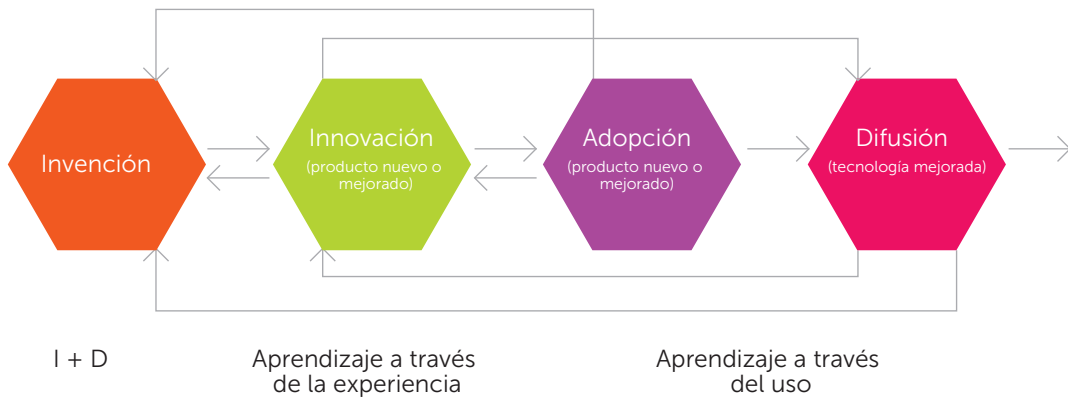 Invención
Innovación
(producto nuevo o
mejorado)
Adopción
(producto nuevo o
mejorado)
Difusión
(tecnología mejorada)
I + D
Aprendizaje a través
de la experiencia
Aprendizaje a través
del uso